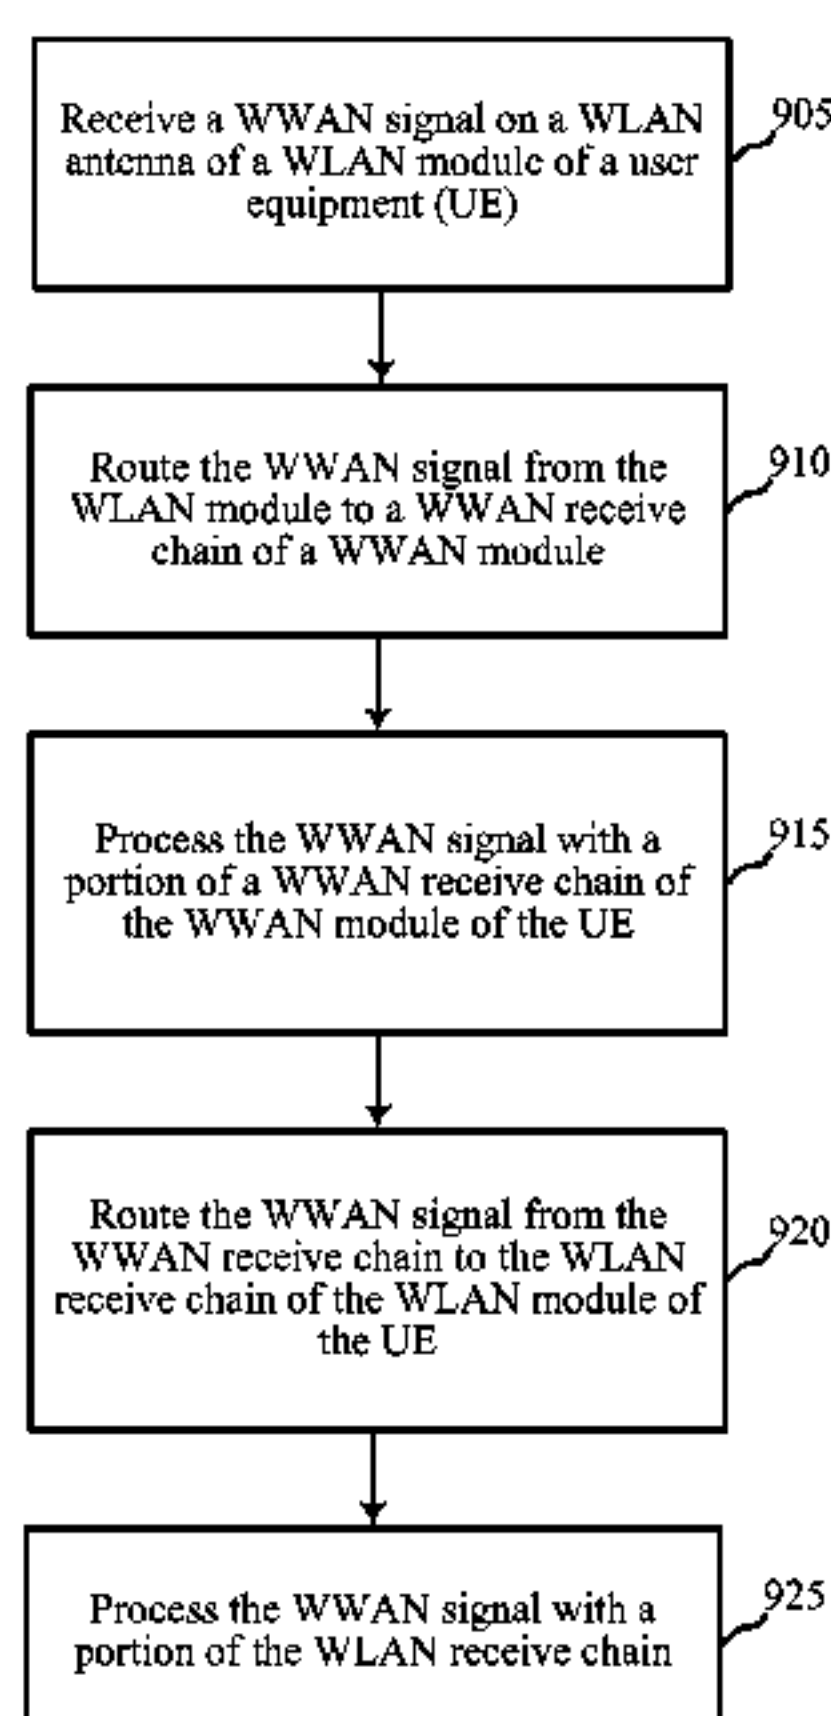 Receive a WWAN signal on a WLAN
antenna of a WLAN module of a user
equipment (UE)
905
Route the WWAN signal from the
WLAN module to a WWAN receive
chain of a WWAN module
910
Process the WWAN signal with a
portion of a WWAN receive chain of
the WWAN module of the UE
915
Route the WWAN signal from the
WWAN receive chain to the WLAN
receive chain of the WLAN module of
the UE
920
Process the WWAN signal with a
portion of the WLAN receive chain
925